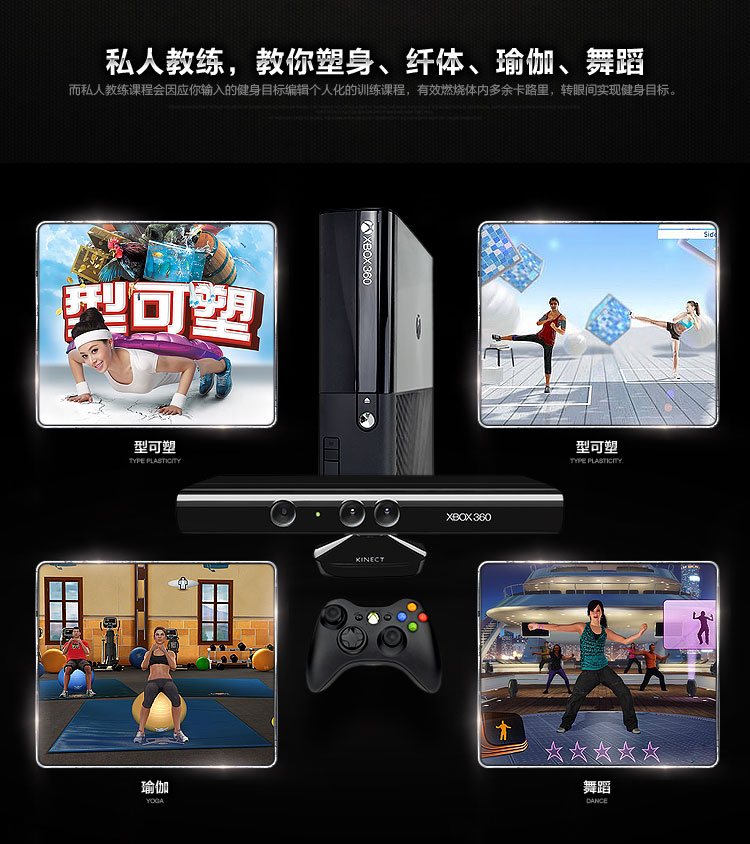 私人教练，教你塑身、纤体、瑜伽、舞蹈
而私人教练课程会因应你输入的健身目标编辑个人化的训练课程，有效燃烧体内多余卡路里，转眼间实现健身目标。
XBOX 360
型可塑
Side
型可塑
TYPE PLASTICITY
型可塑
TYPE PLASTICITY
XBOX 360
KINECT
瑜伽
YOGA
舞蹈
DANCE